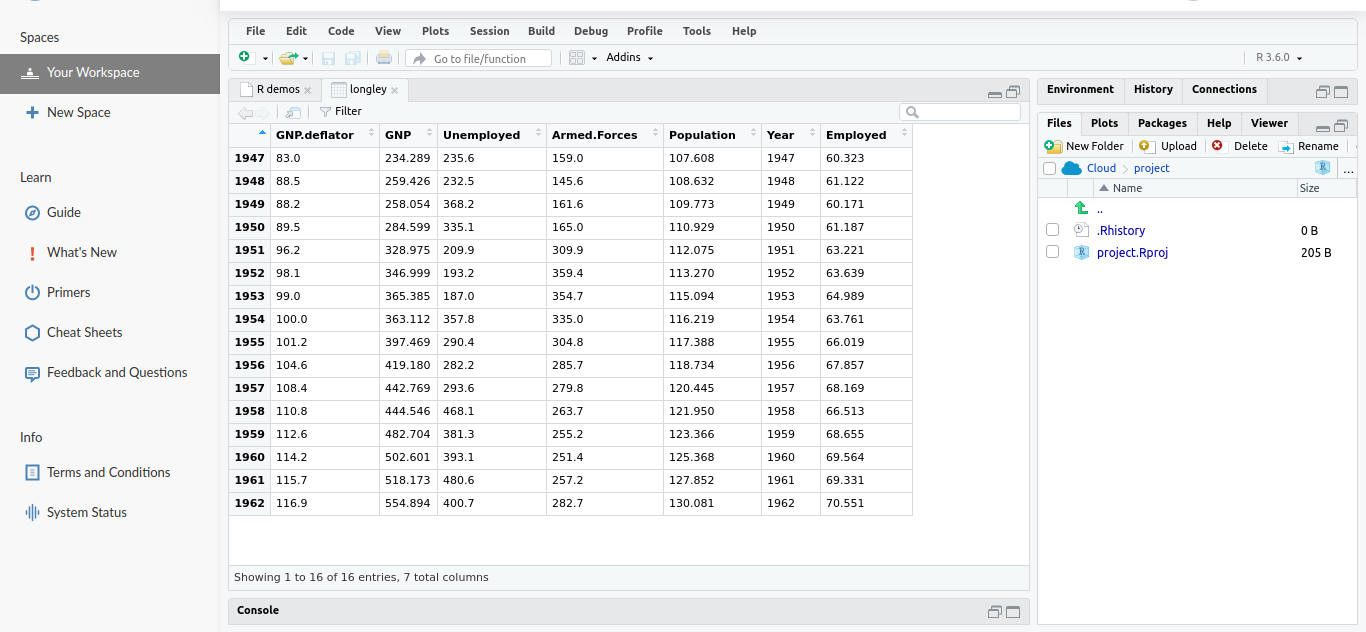 Spaces
Your Workspace
New Space
Learn
Guide
What's New
Primers
Cheat Sheets
Feedback and Questions
Info
Terms and Conditions
System Status
File Edit Code View Plots Session Build Debug Profile Tools Help
Go to file/function Addins R 3.6.0
R demos longley
Filter
GNP.deflator GNP Unemployed Armed.Forces Population Year Employed
1947 83.0 234.289 235.6 159.0 107.608 1947 60.323
1948 88.5 259.426 232.5 145.6 108.632 1948 61.122
1949 88.2 258.054 368.2 161.6 109.773 1949 60.171
1950 89.5 284.599 335.1 165.0 110.929 1950 61.187
1951 96.2 328.975 209.9 309.9 112.075 1951 63.221
1952 98.1 346.999 193.2 359.4 113.270 1952 63.639
1953 99.0 365.385 187.0 354.7 115.094 1953 64.989
1954 100.0 363.112 357.8 335.0 116.219 1954 63.761
1955 101.2 397.469 290.4 304.8 117.388 1955 66.019
1956 104.6 419.180 282.2 285.7 118.734 1956 67.857
1957 108.4 442.769 293.6 279.8 120.445 1957 68.169
1958 110.8 444.546 468.1 263.7 121.950 1958 66.513
1959 112.6 482.704 381.3 255.2 123.366 1959 68.655
1960 114.2 502.601 393.1 251.4 125.368 1960 69.564
1961 115.7 518.173 480.6 257.2 127.852 1961 69.331
1962 116.9 554.894 400.7 282.7 130.081 1962 70.551
Showing 1 to 16 of 16 entries, 7 total columns
Console
Environment History Connections
Files Plots Packages Help Viewer
New Folder Upload Delete Rename
Cloud project R ...
Name Size
..
.Rhistory 0 B
R project.Rproj 205 B